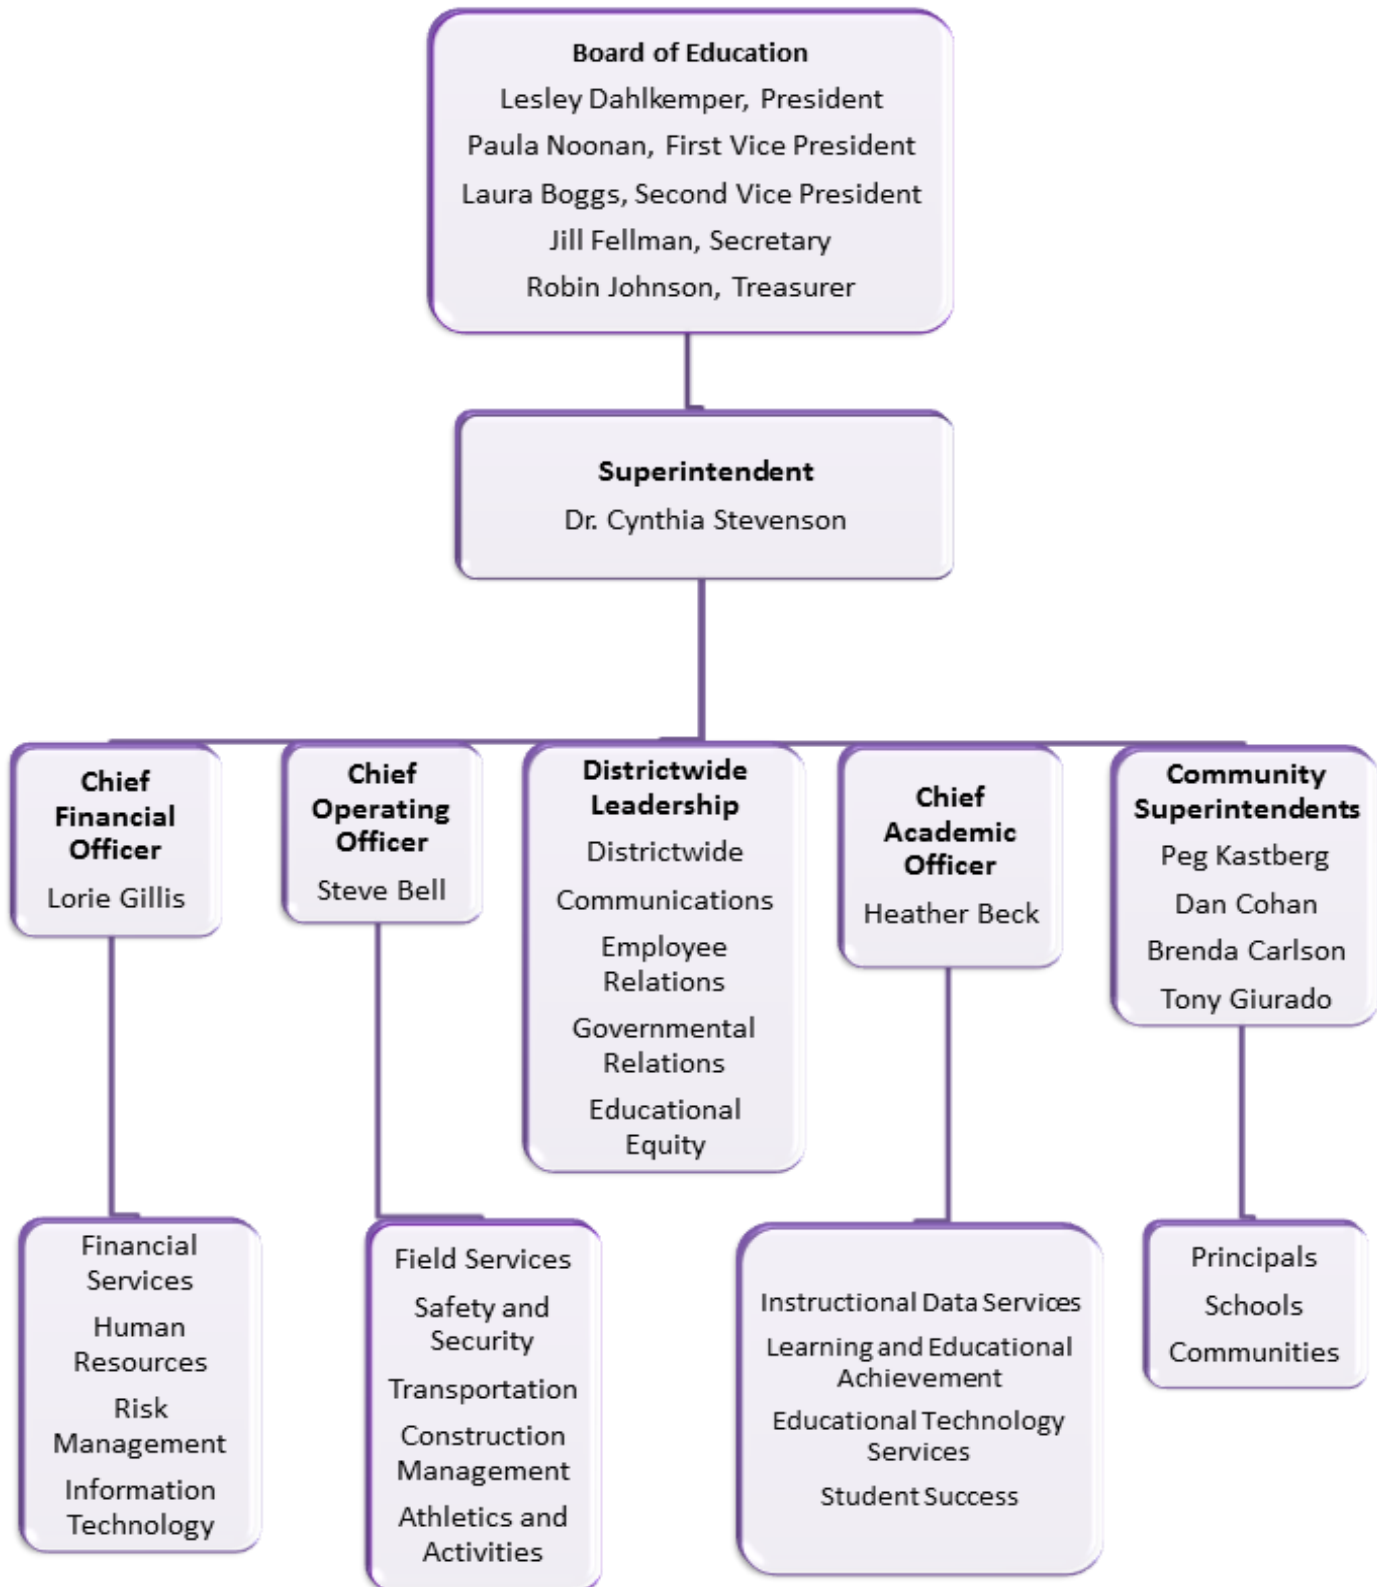 Board of Education
Lesley Dahlkemper, President
Paula Noonan, First Vice President
Laura Boggs, Second Vice President
Jill Fellman, Secretary
Robin Johnson, Treasurer
Superintendent
Dr. Cynthia Stevenson
Chief
Financial
Officer
Lorie Gillis
Chief
Operating
Officer
Steve Bell
Districtwide
Leadership
Districtwide
Communications
Employee
Relations
Governmental
Relations
Educational
Equity
Chief
Academic
Officer
Heather Beck
Community
Superintendents
Peg Kastberg
Dan Cohan
Brenda Carlson
Tony Giurado
Financial
Services
Human
Resources
Risk
Management
Information
Technology
Field Services
Safety and
Security
Transportation
Construction
Management
Athletics and
Activities
Instructional Data Services
Learning and Educational
Achievement
Educational Technology
Services
Student Success
Principals
Schools
Communities